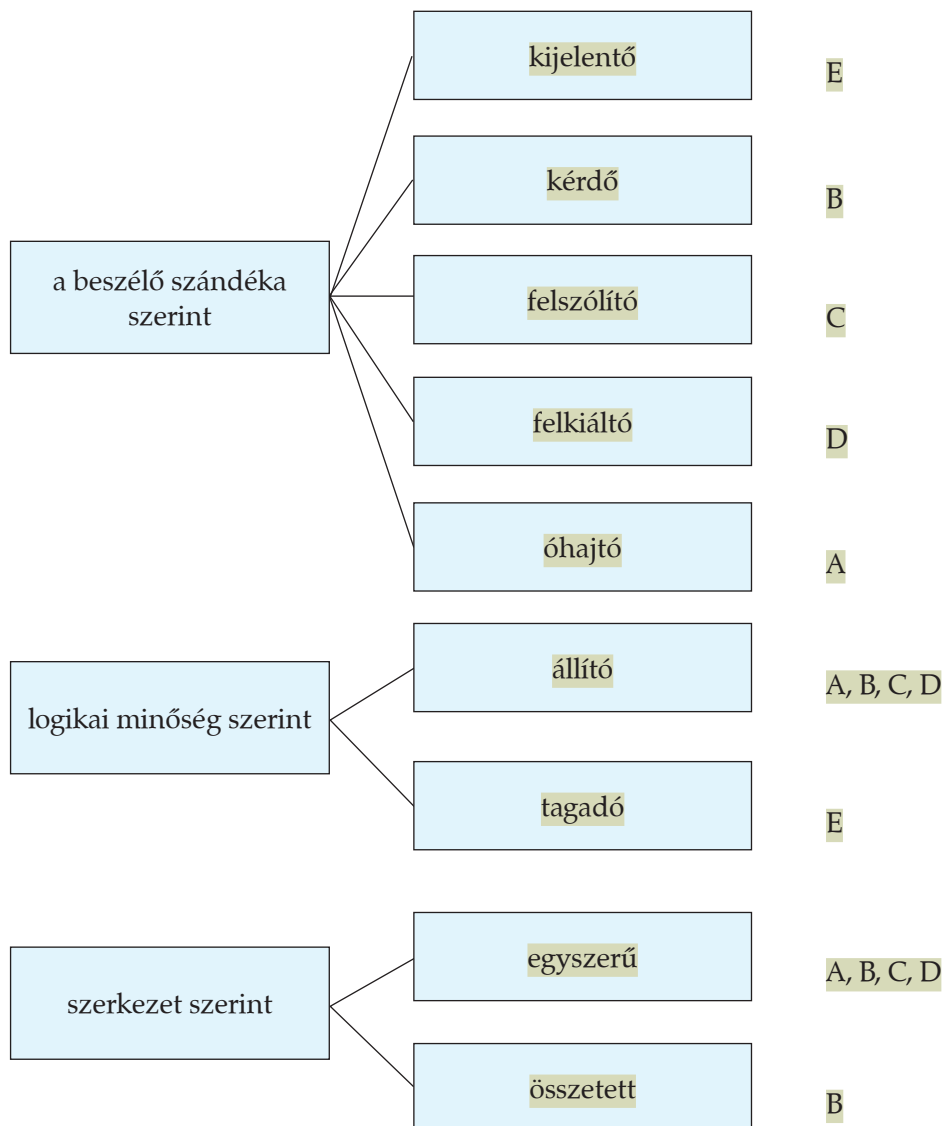 kijelentő
E
kérdő
B
a beszélő szándéka
szerint
felszólító
C
felkiáltó
D
óhajtó
A
állító
A, B, C, D
logikai minőség szerint
tagadó
E
egyszerű
A, B, C, D
szerkezet szerint
összetett
B